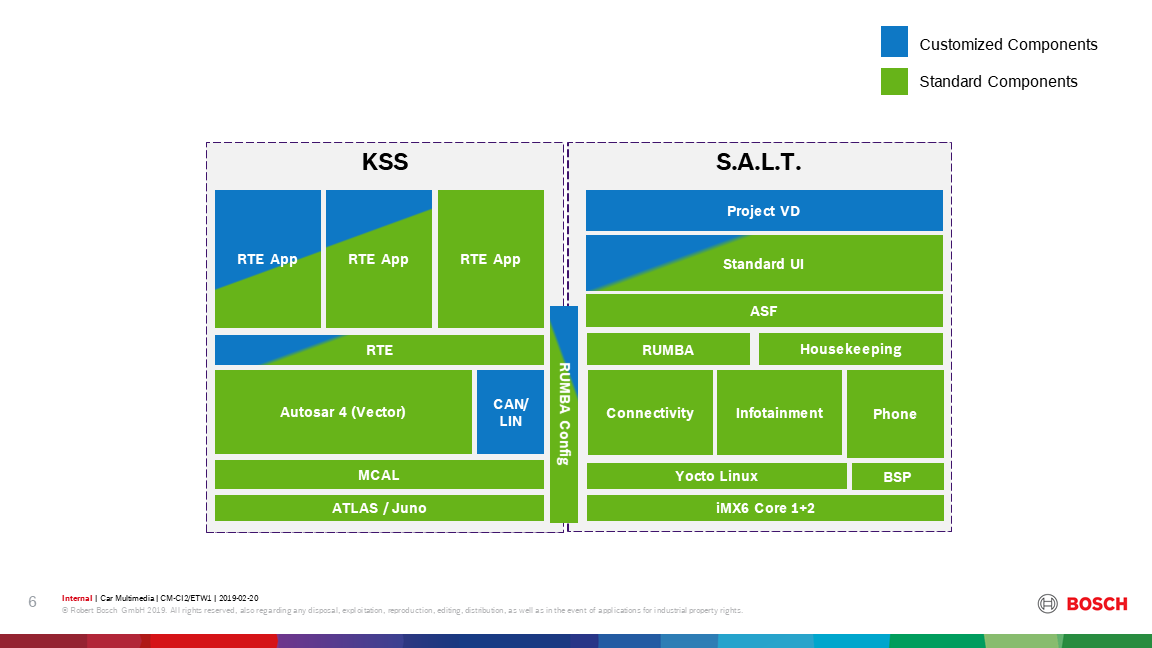 Customized Components
Standard Components
KSS
S.A.L.T.
RTE App
RTE App
RTE App
RTE
Autosar 4 (Vector)
CAN/
LIN
MCAL
ATLAS / Juno
RUMBA Config
Project VD
Standard UI
ASF
RUMBA
Housekeeping
Connectivity
Infotainment
Phone
Yocto Linux
BSP
iMX6 Core 1+2
6
Internal | Car Multimedia | CM-CI2/ETW1 | 2019-02-20
© Robert Bosch GmbH 2019. All rights reserved, also regarding any disposal, exploitation, reproduction, editing, distribution, as well as in the event of applications for industrial property rights.
BOSCH